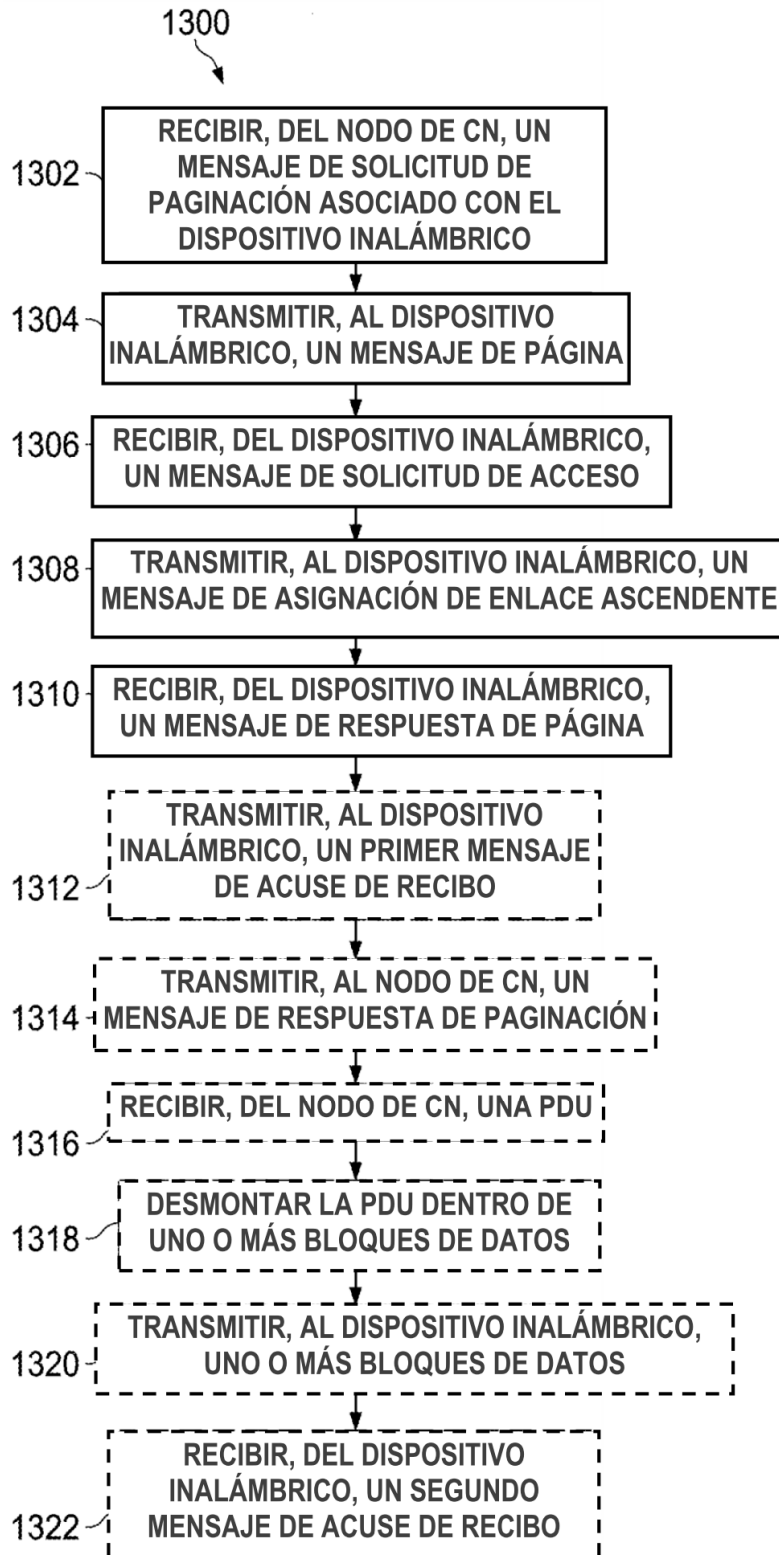 1300
1302
RECIBIR, DEL NODO DE CN, UN
MENSAJE DE SOLICITUD DE
PAGINACIÓN ASOCIADO CON EL
DISPOSITIVO INALÁMBRICO
1304
TRANSMITIR, AL DISPOSITIVO
INALÁMBRICO, UN MENSAJE DE PÁGINA
1306
RECIBIR, DEL DISPOSITIVO INALÁMBRICO,
UN MENSAJE DE SOLICITUD DE ACCESO
1308
TRANSMITIR, AL DISPOSITIVO INALÁMBRICO, UN
MENSAJE DE ASIGNACIÓN DE ENLACE ASCENDENTE
1310
RECIBIR, DEL DISPOSITIVO INALÁMBRICO,
UN MENSAJE DE RESPUESTA DE PÁGINA
TRANSMITIR, AL DISPOSITIVO
INALÁMBRICO, UN PRIMER MENSAJE
DE ACUSE DE RECIBO
1312
TRANSMITIR, AL NODO DE CN, UN
MENSAJE DE RESPUESTA DE PAGINACIÓN
1314
RECIBIR, DEL NODO DE CN, UNA PDU
1316
DESMONTAR LA PDU DENTRO DE
UNO O MÁS BLOQUES DE DATOS
1318
TRANSMITIR, AL DISPOSITIVO INALÁMBRICO,
UNO O MÁS BLOQUES DE DATOS
1320
RECIBIR, DEL DISPOSITIVO
INALÁMBRICO, UN SEGUNDO
MENSAJE DE ACUSE DE RECIBO
1322